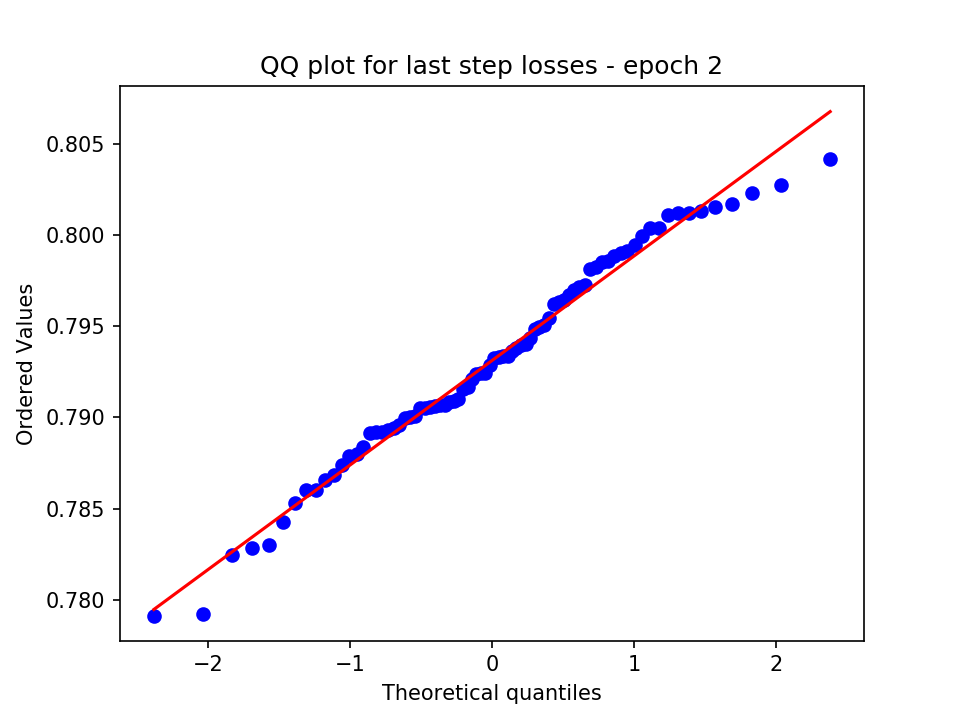 QQ plot for last step losses - epoch 2
Ordered Values
0.805
0.800
0.795
0.790
0.785
0.780
−2 −1 0 1 2
Theoretical quantiles